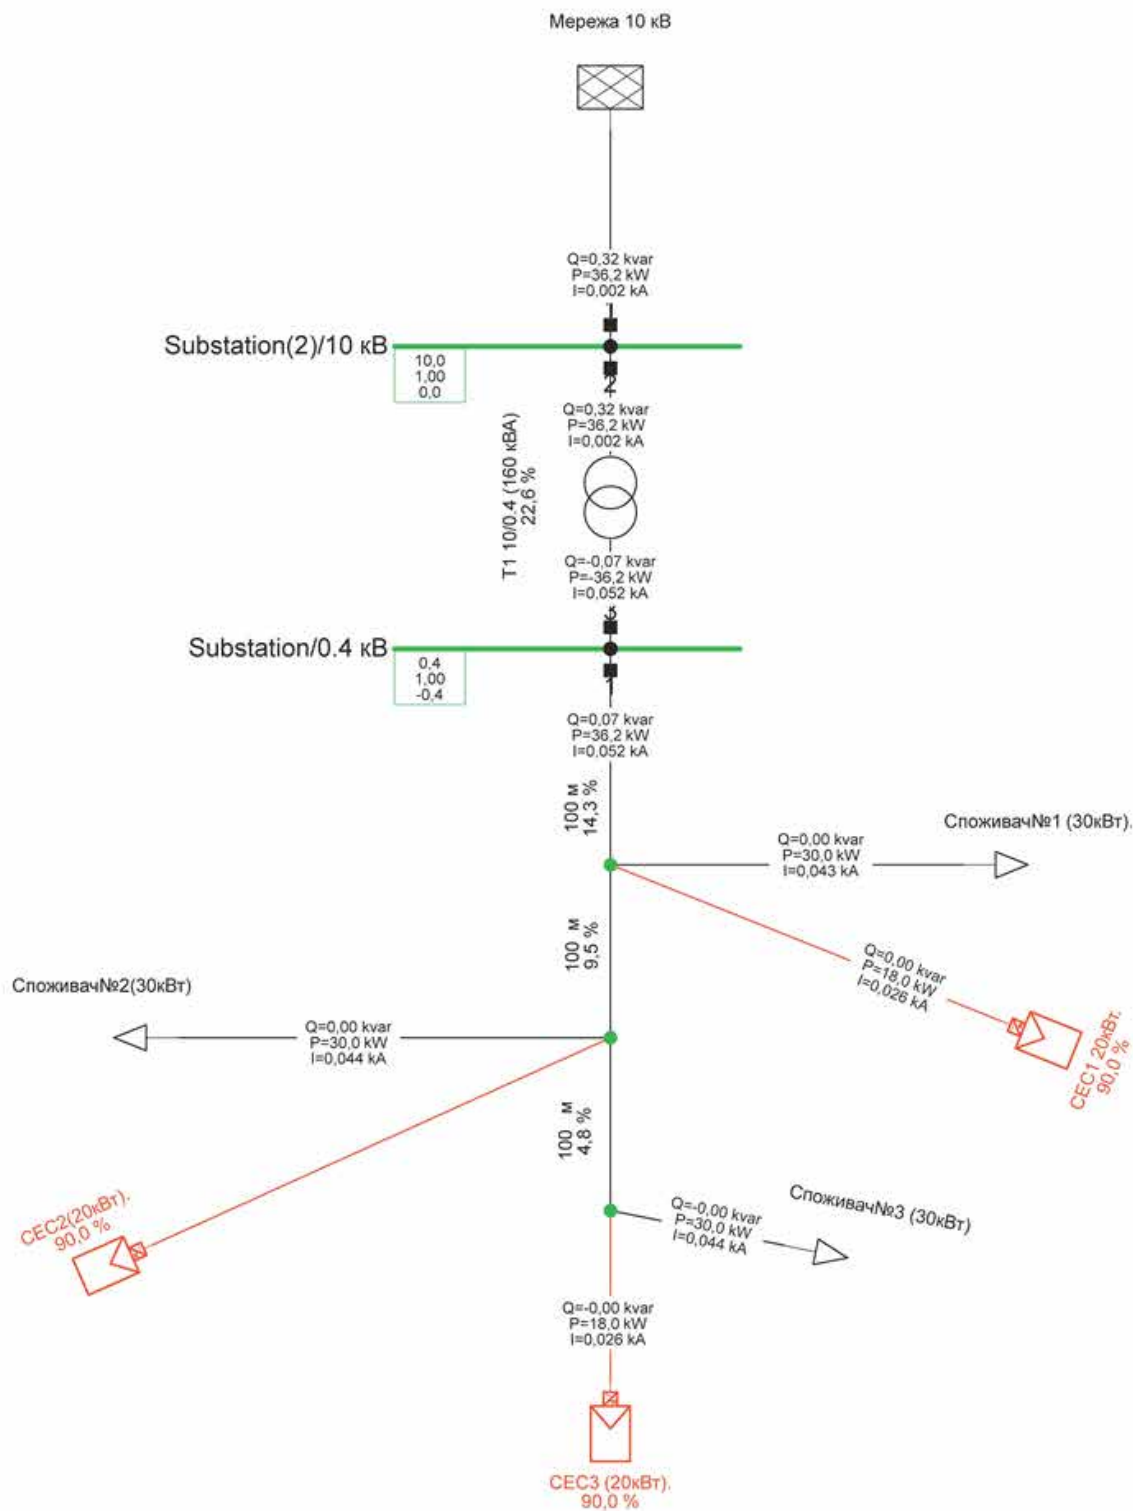 Мережа 10 кВ
Q=0,32 kvar
P=36,2 kW
I=0,002 kA
1
Substation(2)/10 кВ
10,0
1,00
0,0
2
Q=0,32 kvar
P=36,2 kW
I=0,002 kA
Т1 10/0.4 (160 кВА)
22,6 %
Q=-0,07 kvar
P=-36,2 kW
I=0,052 kA
3
Substation/0.4 кВ
0,4
1,00
-0,4
1
Q=0,07 kvar
P=36,2 kW
I=0,052 kA
100 м
14,3 %
Споживач№1 (30кВт).
Q=0,00 kvar
P=30,0 kW
I=0,043 kA
100 м
9,5 %
Q=0,00 kvar
P=18,0 kW
I=0,026 kA
СЕС1 20кВт.
90,0 %
Споживач№2(30кВт)
Q=0,00 kvar
P=30,0 kW
I=0,044 kA
100 м
4,8 %
СЕС2(20кВт).
90,0 %
Споживач№3 (30кВт)
Q=-0,00 kvar
P=30,0 kW
I=0,044 kA
Q=-0,00 kvar
P=18,0 kW
I=0,026 kA
СЕС3 (20кВт).
90,0 %